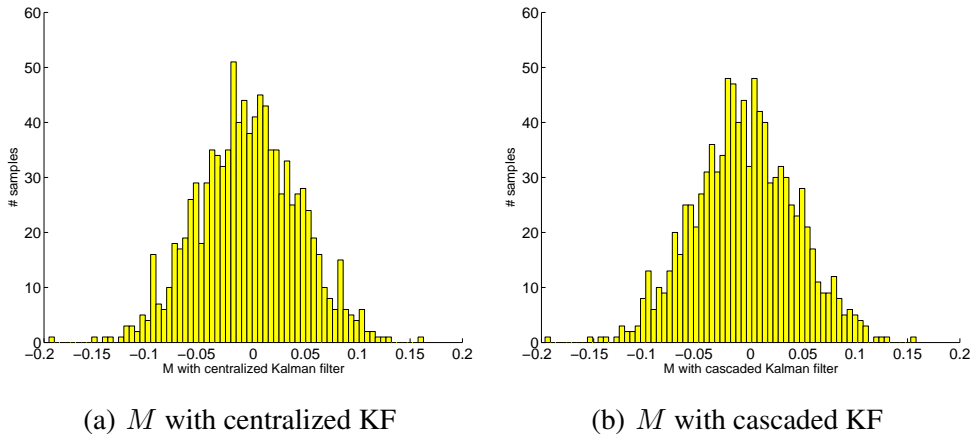 60
50
40
30
20
10
0
# samples
−0.2 −0.15 −0.1 −0.05 0 0.05 0.1 0.15 0.2
M with centralized Kalman filter
(a) M with centralized KF
60
50
40
30
20
10
0
# samples
−0.2 −0.15 −0.1 −0.05 0 0.05 0.1 0.15 0.2
M with cascaded Kalman filter
(b) M with cascaded KF